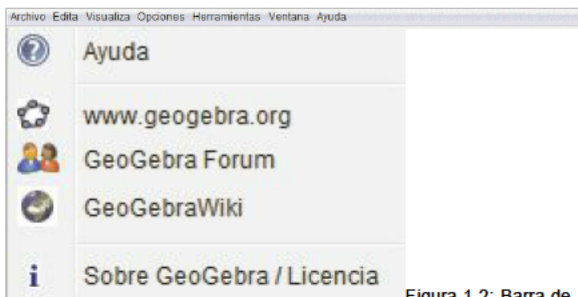 Archivo Edita Visualiza Opciones Herramientas Ventana Ayuda
Ayuda
www.geogebra.org
GeoGebra Forum
GeoGebraWiki
Sobre GeoGebra / Licencia
Figura 1.2: Barra de